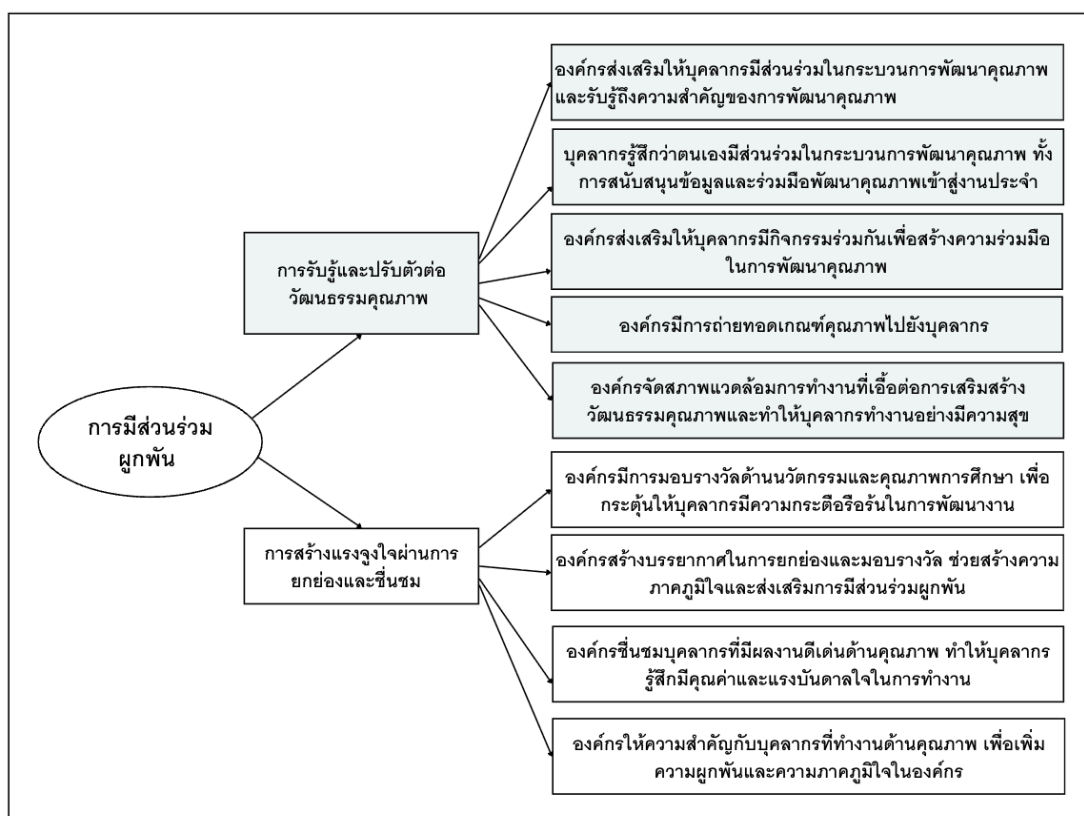 องค์กรส่งเสริมให้บุคลากรมีส่วนร่วมในกระบวนการพัฒนาคุณภาพ
และรับรู้ถึงความสำคัญของการพัฒนาคุณภาพ
บุคลากรรู้สึกว่าตนเองมีส่วนร่วมในกระบวนการพัฒนาคุณภาพ ทั้ง
การสนับสนุนข้อมูลและร่วมมือพัฒนาคุณภาพเข้าสู่งานประจำ
องค์กรส่งเสริมให้บุคลากรมีกิจกรรมร่วมกันเพื่อสร้างความร่วมมือ
ในการพัฒนาคุณภาพ
การรับรู้และปรับตัวต่อ
วัฒนธรรมคุณภาพ
องค์กรมีการถ่ายทอดเกณฑ์คุณภาพไปยังบุคลากร
องค์กรจัดสภาพแวดล้อมการทำงานที่เอื้อต่อการเสริมสร้าง
วัฒนธรรมคุณภาพและทำให้บุคลากรทำงานอย่างมีความสุข
การมีส่วนร่วม
ผูกพัน
องค์กรมีการมอบรางวัลด้านนวัตกรรมและคุณภาพการศึกษา เพื่อ
กระตุ้นให้บุคลากรมีความกระตือรือร้นในการพัฒนางาน
การสร้างแรงจูงใจผ่านการ
ยกย่องและชื่นชม
องค์กรสร้างบรรยากาศในการยกย่องและมอบรางวัล ช่วยสร้างความ
ภาคภูมิใจและส่งเสริมการมีส่วนร่วมผูกพัน
องค์กรชื่นชมบุคลากรที่มีผลงานดีเด่นด้านคุณภาพ ทำให้บุคลากร
รู้สึกมีคุณค่าและแรงบันดาลใจในการทำงาน
องค์กรให้ความสำคัญกับบุคลากรที่ทำงานด้านคุณภาพ เพื่อเพิ่ม
ความผูกพันและความภาคภูมิใจในองค์กร